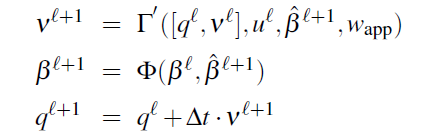 ν^{ℓ+1} = Γ′([q^ℓ, ν^ℓ], u^ℓ, β̂^{ℓ+1}, w_app)
β^{ℓ+1} = Φ(β^ℓ, β̂^{ℓ+1})
q^{ℓ+1} = q^ℓ + Δt · ν^{ℓ+1}